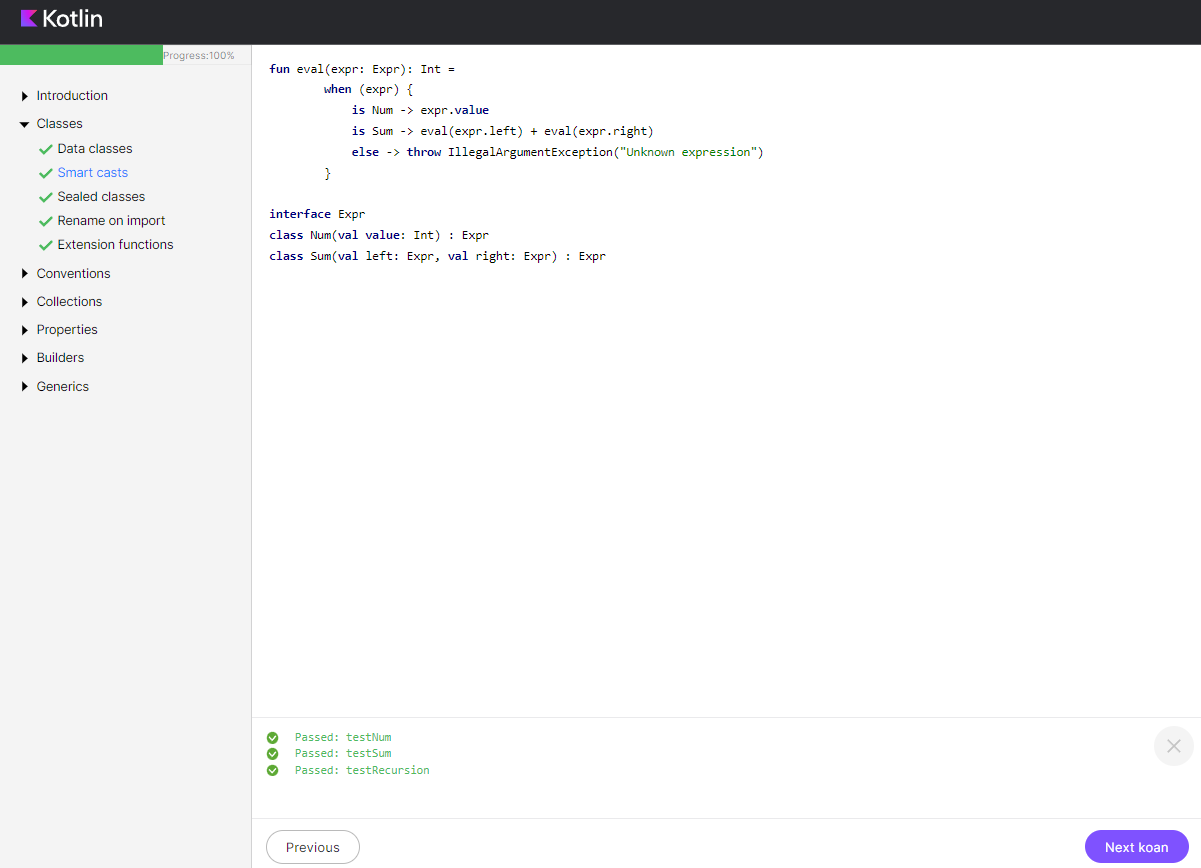 Kotlin
Progress:100%
Introduction
Classes
Data classes
Smart casts
Sealed classes
Rename on import
Extension functions
Conventions
Collections
Properties
Builders
Generics
fun eval(expr: Expr): Int =
        when (expr) {
            is Num -> expr.value
            is Sum -> eval(expr.left) + eval(expr.right)
            else -> throw IllegalArgumentException("Unknown expression")
        }

interface Expr
class Num(val value: Int) : Expr
class Sum(val left: Expr, val right: Expr) : Expr
Passed: testNum
Passed: testSum
Passed: testRecursion
Previous
Next koan